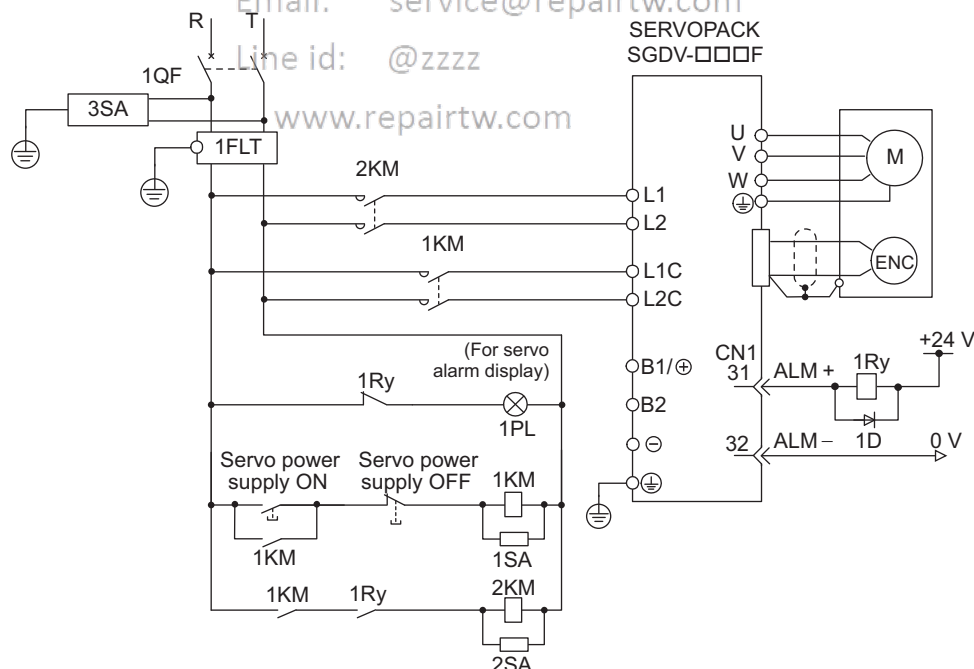 Email: service@repairtw.com
R T
Line id: @zzzz
1QF
3SA
www.repairtw.com
1FLT
SERVOPACK
SGDV-□□□F
2KM
L1
L2
1KM
L1C
L2C
U
V
W
M
ENC
(For servo
alarm display)
1Ry
1PL
B1/⊕
B2
⊖
CN1
31 ALM +
1Ry
+24 V
1D
32 ALM −
0 V
Servo power
supply ON
Servo power
supply OFF
1KM
1KM
1SA
1KM
1Ry
2KM
2SA